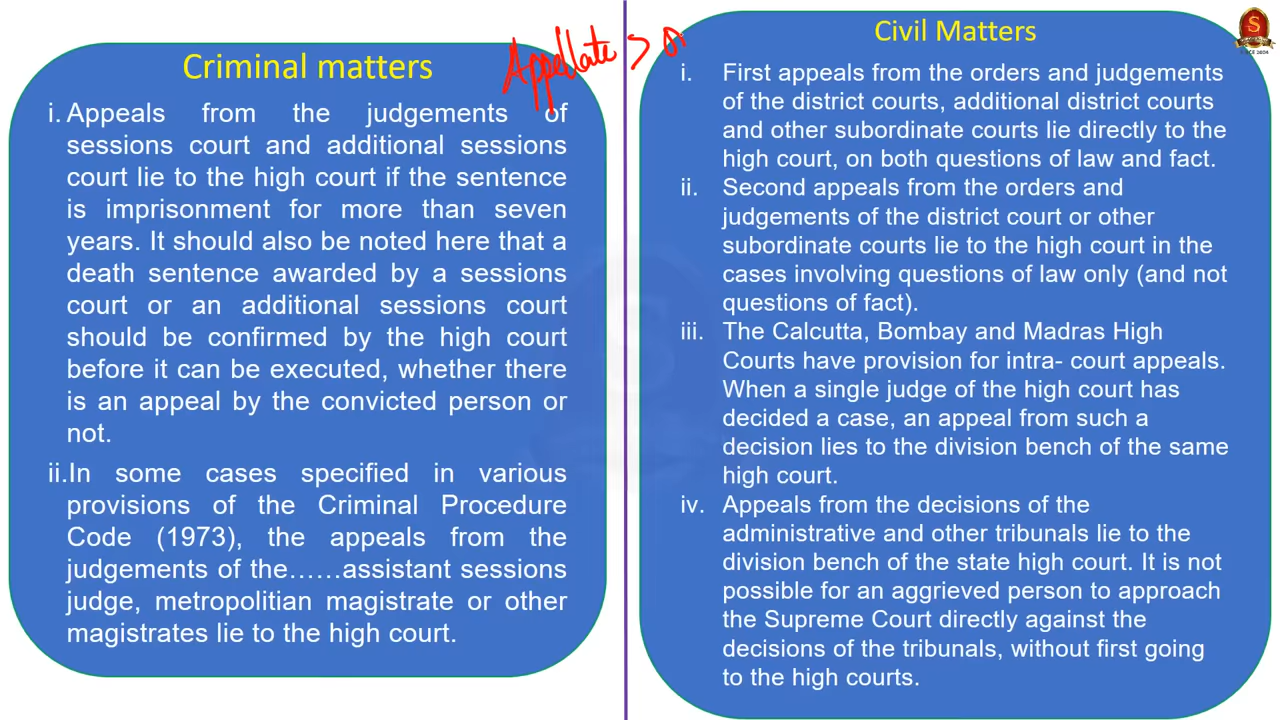 Criminal matters
i. Appeals from the judgements of
sessions court and additional sessions
court lie to the high court if the sentence
is imprisonment for more than seven
years. It should also be noted here that a
death sentence awarded by a sessions
court or an additional sessions court
should be confirmed by the high court
before it can be executed, whether there
is an appeal by the convicted person or
not.
ii.In some cases specified in various
provisions of the Criminal Procedure
Code (1973), the appeals from the
judgements of the......assistant sessions
judge, metropolitian magistrate or other
magistrates lie to the high court.
Appellate >
Civil Matters
i. First appeals from the orders and judgements
of the district courts, additional district courts
and other subordinate courts lie directly to the
high court, on both questions of law and fact.
ii. Second appeals from the orders and
judgements of the district court or other
subordinate courts lie to the high court in the
cases involving questions of law only (and not
questions of fact).
iii. The Calcutta, Bombay and Madras High
Courts have provision for intra- court appeals.
When a single judge of the high court has
decided a case, an appeal from such a
decision lies to the division bench of the same
high court.
iv. Appeals from the decisions of the
administrative and other tribunals lie to the
division bench of the state high court. It is not
possible for an aggrieved person to approach
the Supreme Court directly against the
decisions of the tribunals, without first going
to the high courts.
S